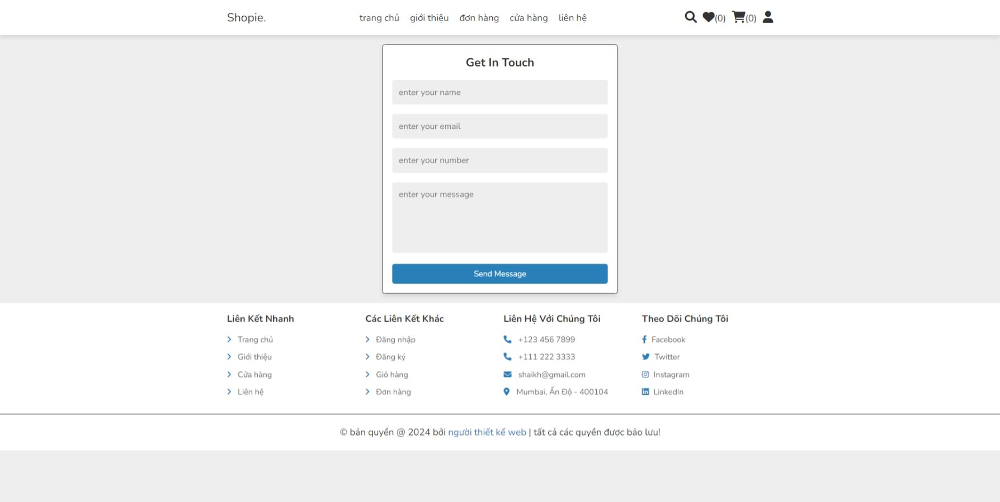 Shopie.
trang chủ giới thiệu đơn hàng cửa hàng liên hệ
(0) (0)
Get In Touch
enter your name
enter your email
enter your number
enter your message
Send Message
Liên Kết Nhanh
Trang chủ
Giới thiệu
Cửa hàng
Liên hệ
Các Liên Kết Khác
Đăng nhập
Đăng ký
Giỏ hàng
Đơn hàng
Liên Hệ Với Chúng Tôi
+123 456 7899
+111 222 3333
shaikh@gmail.com
Mumbai, Ấn Độ - 400104
Theo Dõi Chúng Tôi
Facebook
Twitter
Instagram
LinkedIn
© bản quyền @ 2024 bởi người thiết kế web | tất cả các quyền được bảo lưu!